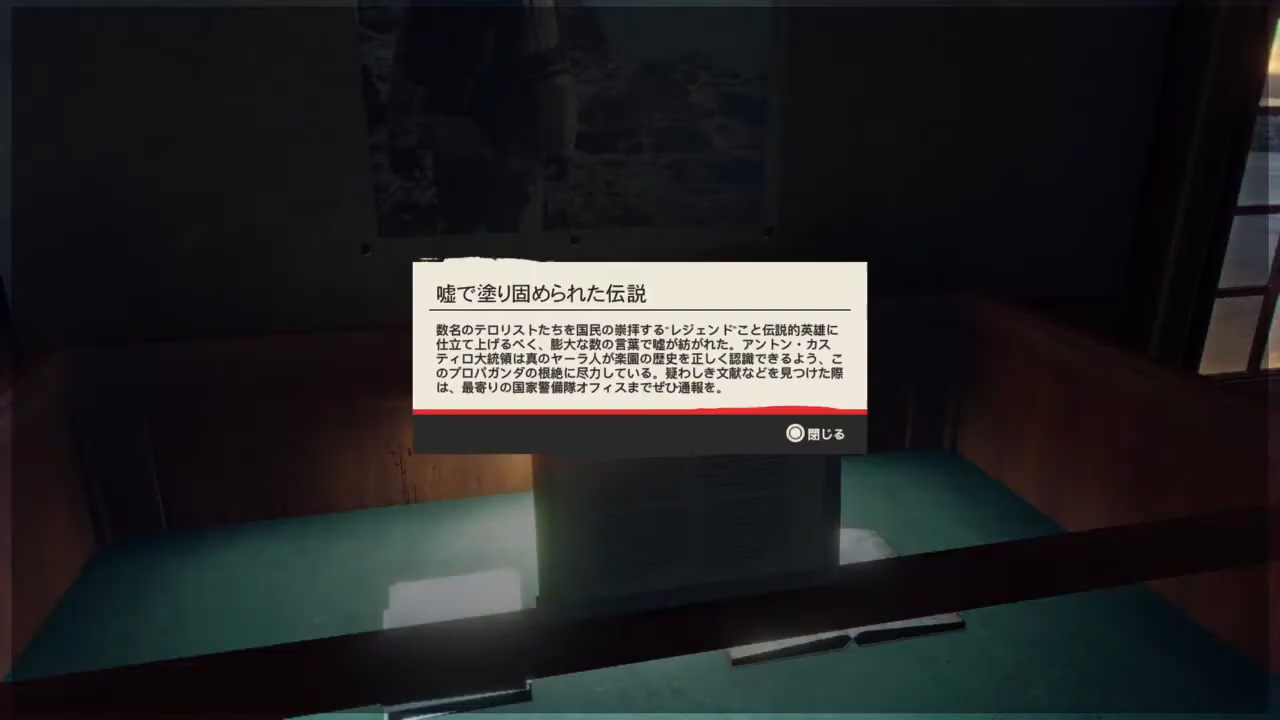 嘘で塗り固められた伝説
数名のテロリストたちを国民の崇拝する"レジェンド"こと伝説的英雄に
仕立て上げるべく、膨大な数の言葉で嘘が紡がれた。アントン・カス
ティロ大統領は真のヤーラ人が楽園の歴史を正しく認識できるよう、こ
のプロパガンダの根絶に尽力している。疑わしき文献などを見つけた際
は、最寄りの国家警備隊オフィスまでぜひ通報を。
閉じる